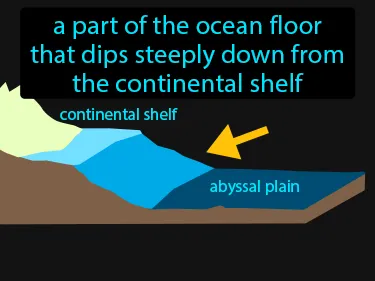 a part of the ocean floor
that dips steeply down from
the continental shelf
continental shelf
abyssal plain